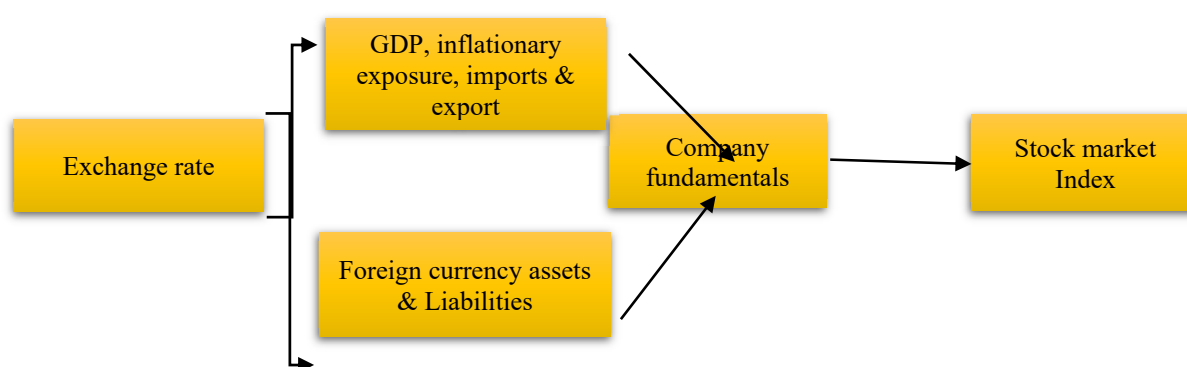 GDP, inflationary
exposure, imports &
export
Exchange rate
Company
fundamentals
Stock market
Index
Foreign currency assets
& Liabilities